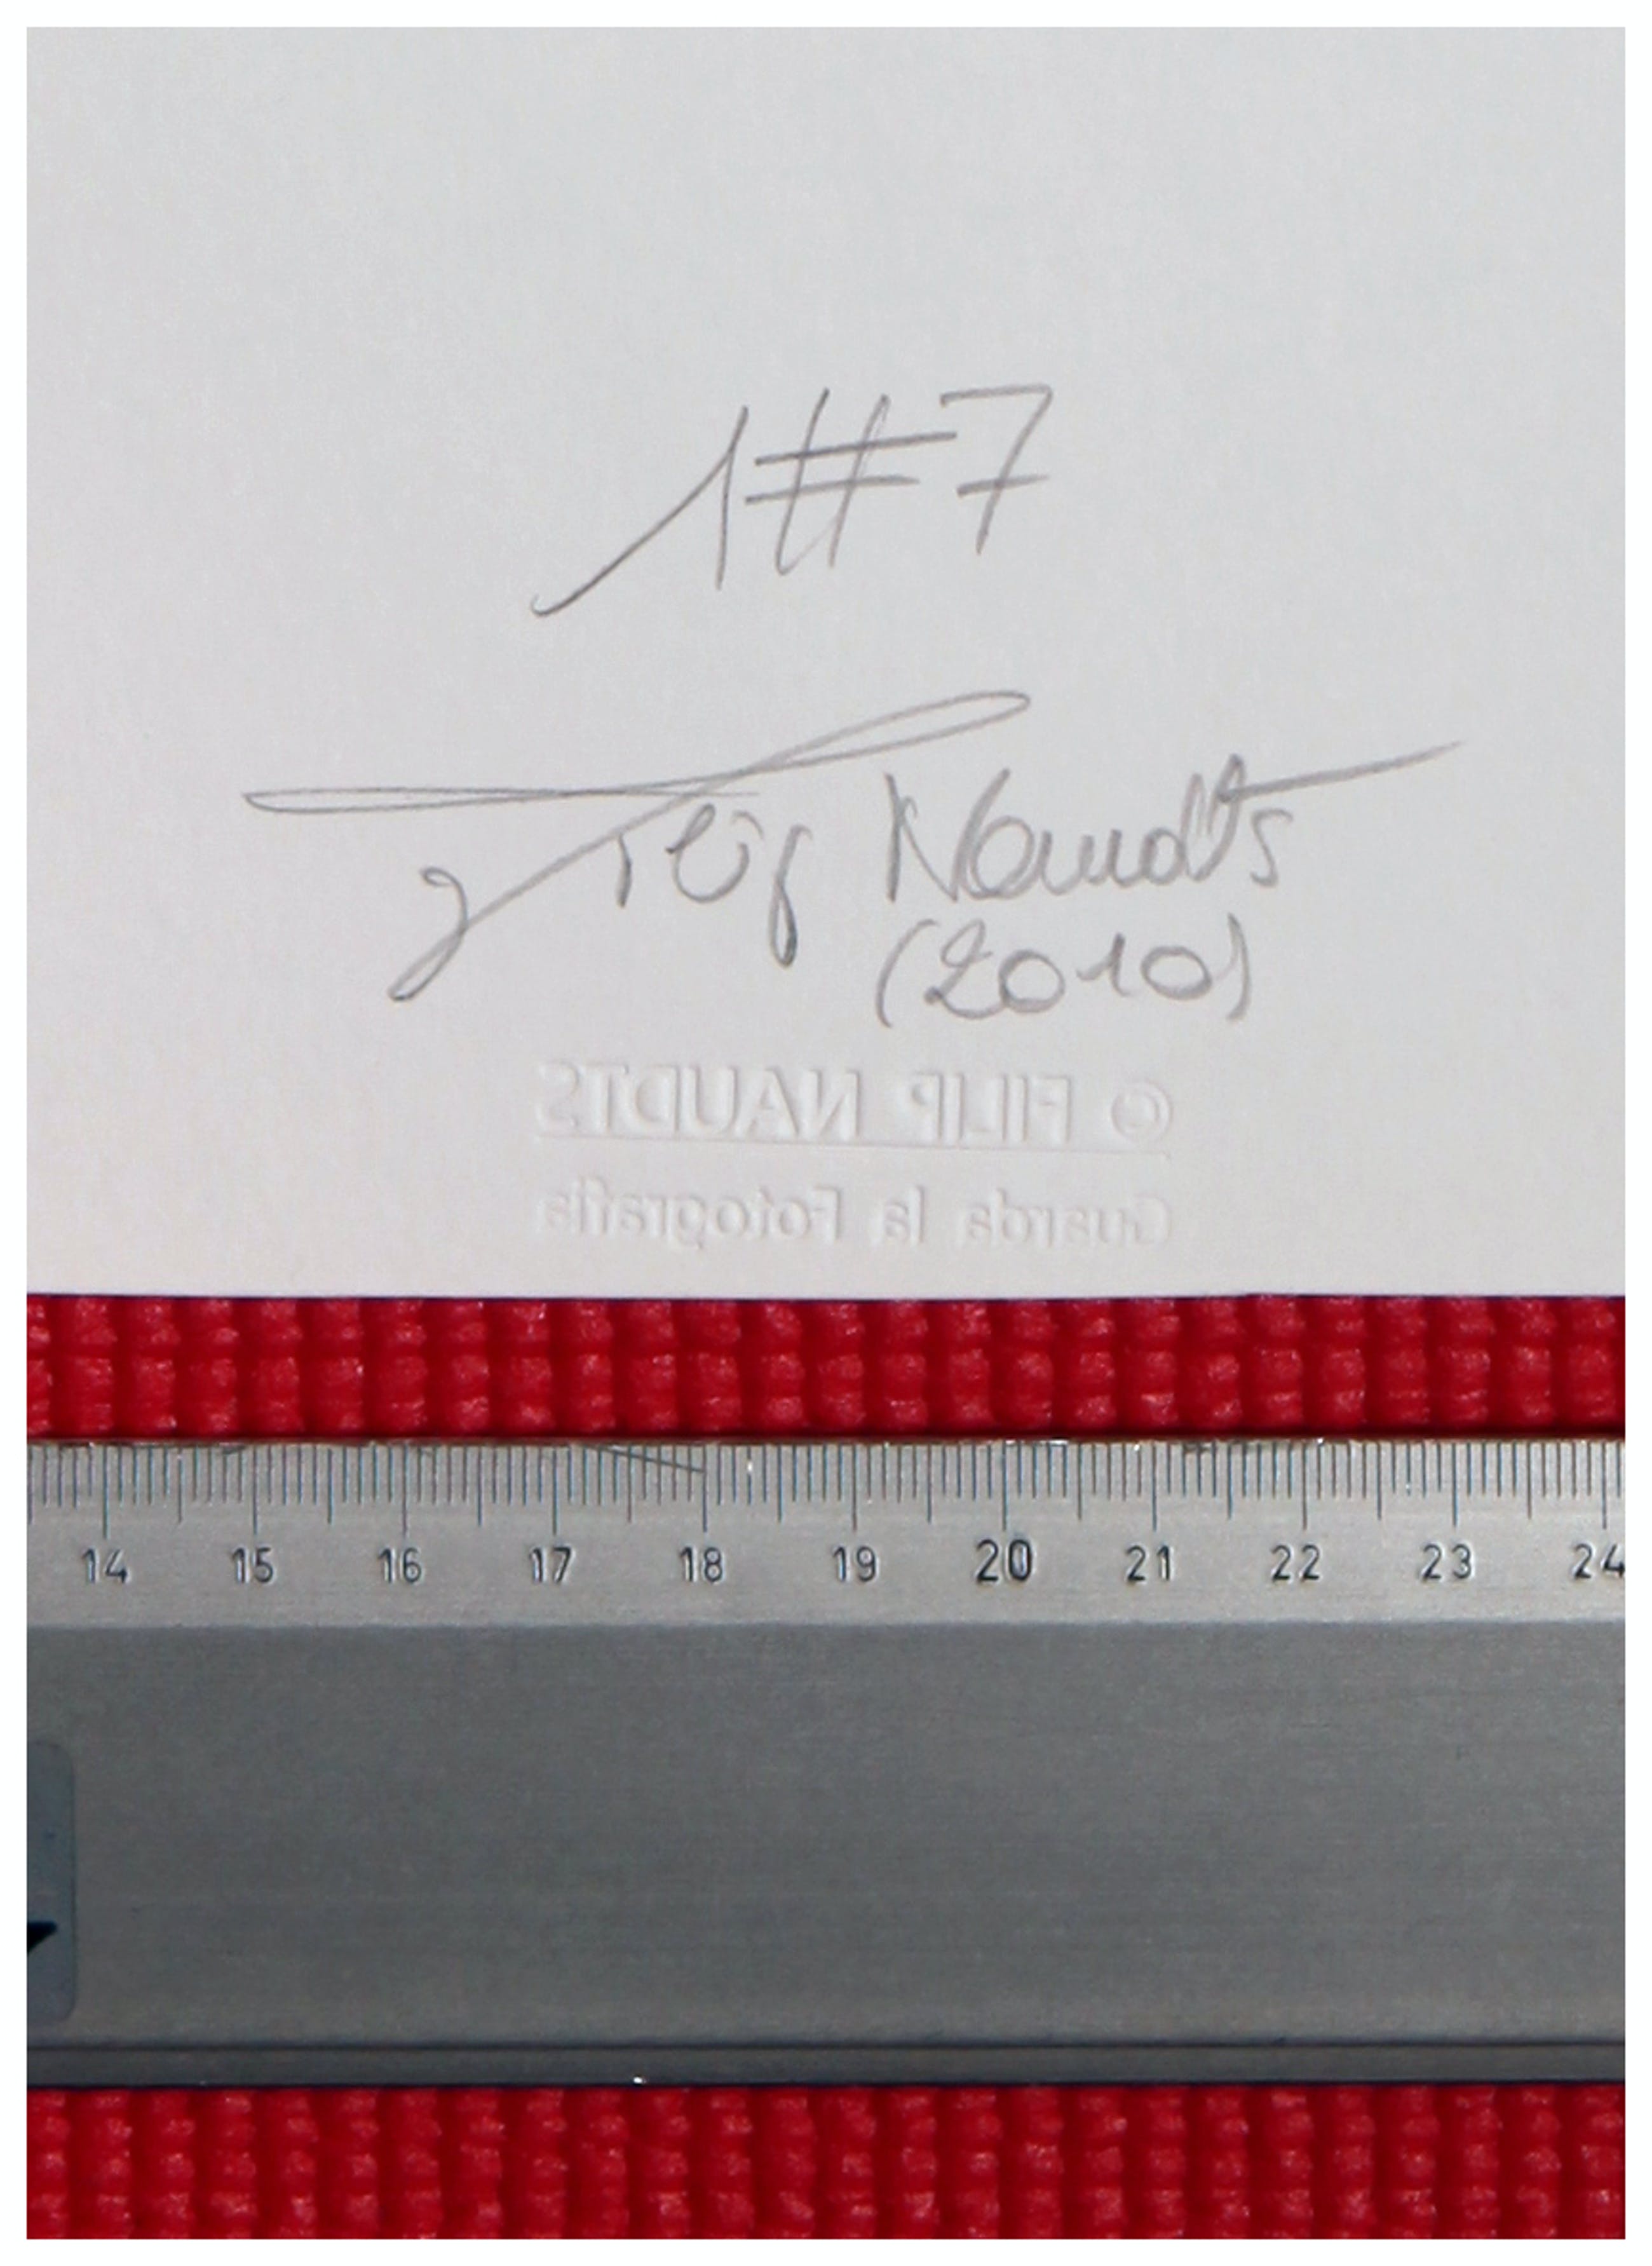 1#7
Filip Naudts
(2010)
© FILIP NAUDTS
Guarda la Fotografia
14 15 16 17 18 19 20 21 22 23 24